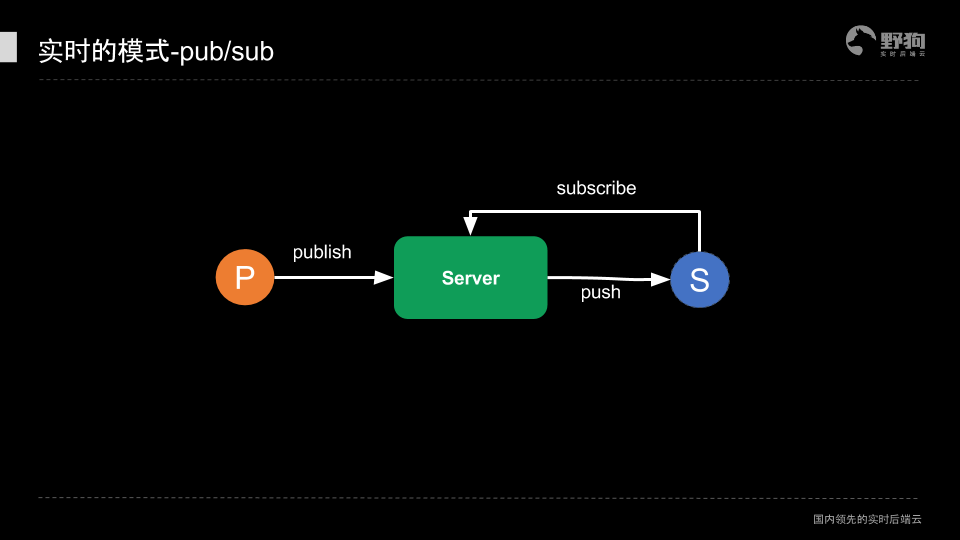 实时的模式-pub/sub
野狗
实时后端云
subscribe
publish
P
Server
S
push
国内领先的实时后端云